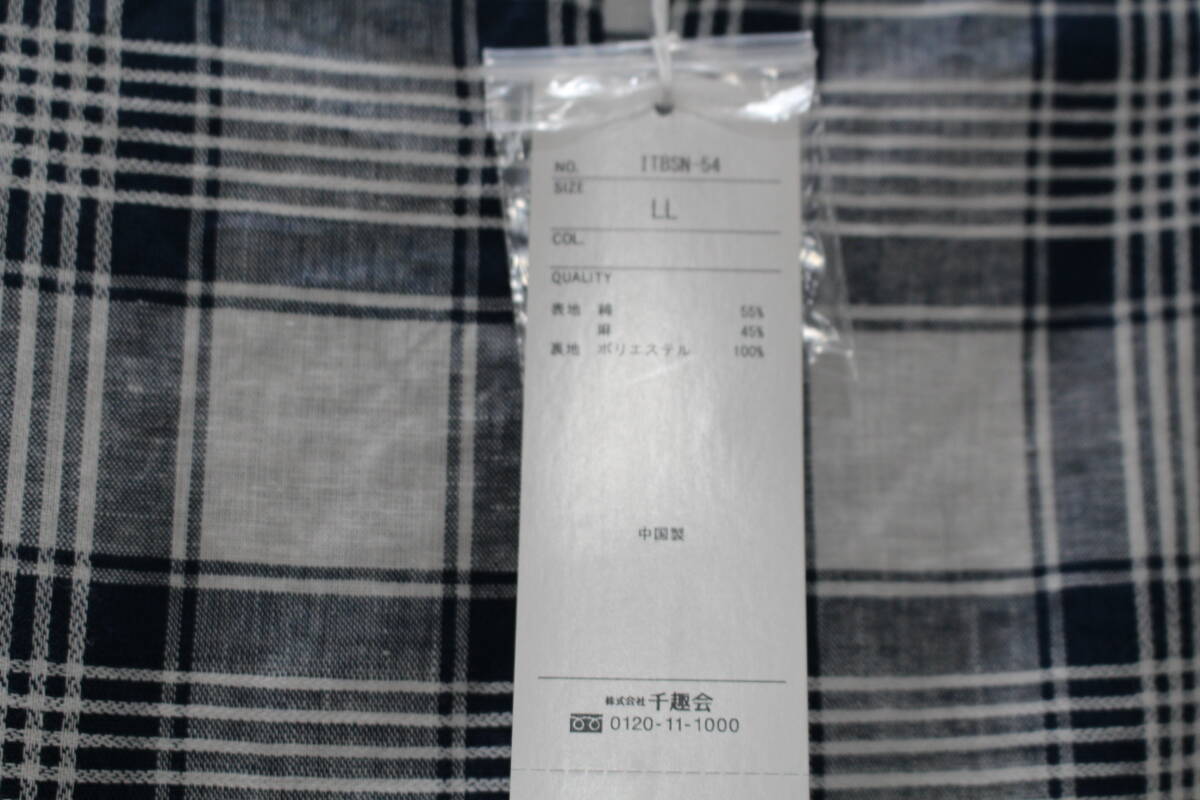 NO. ITBSN-54
SIZE
LL
COL.
QUALITY
表地 綿 55%
麻 45%
裏地 ポリエステル 100%
中国製
株式会社 千趣会
0120-11-1000